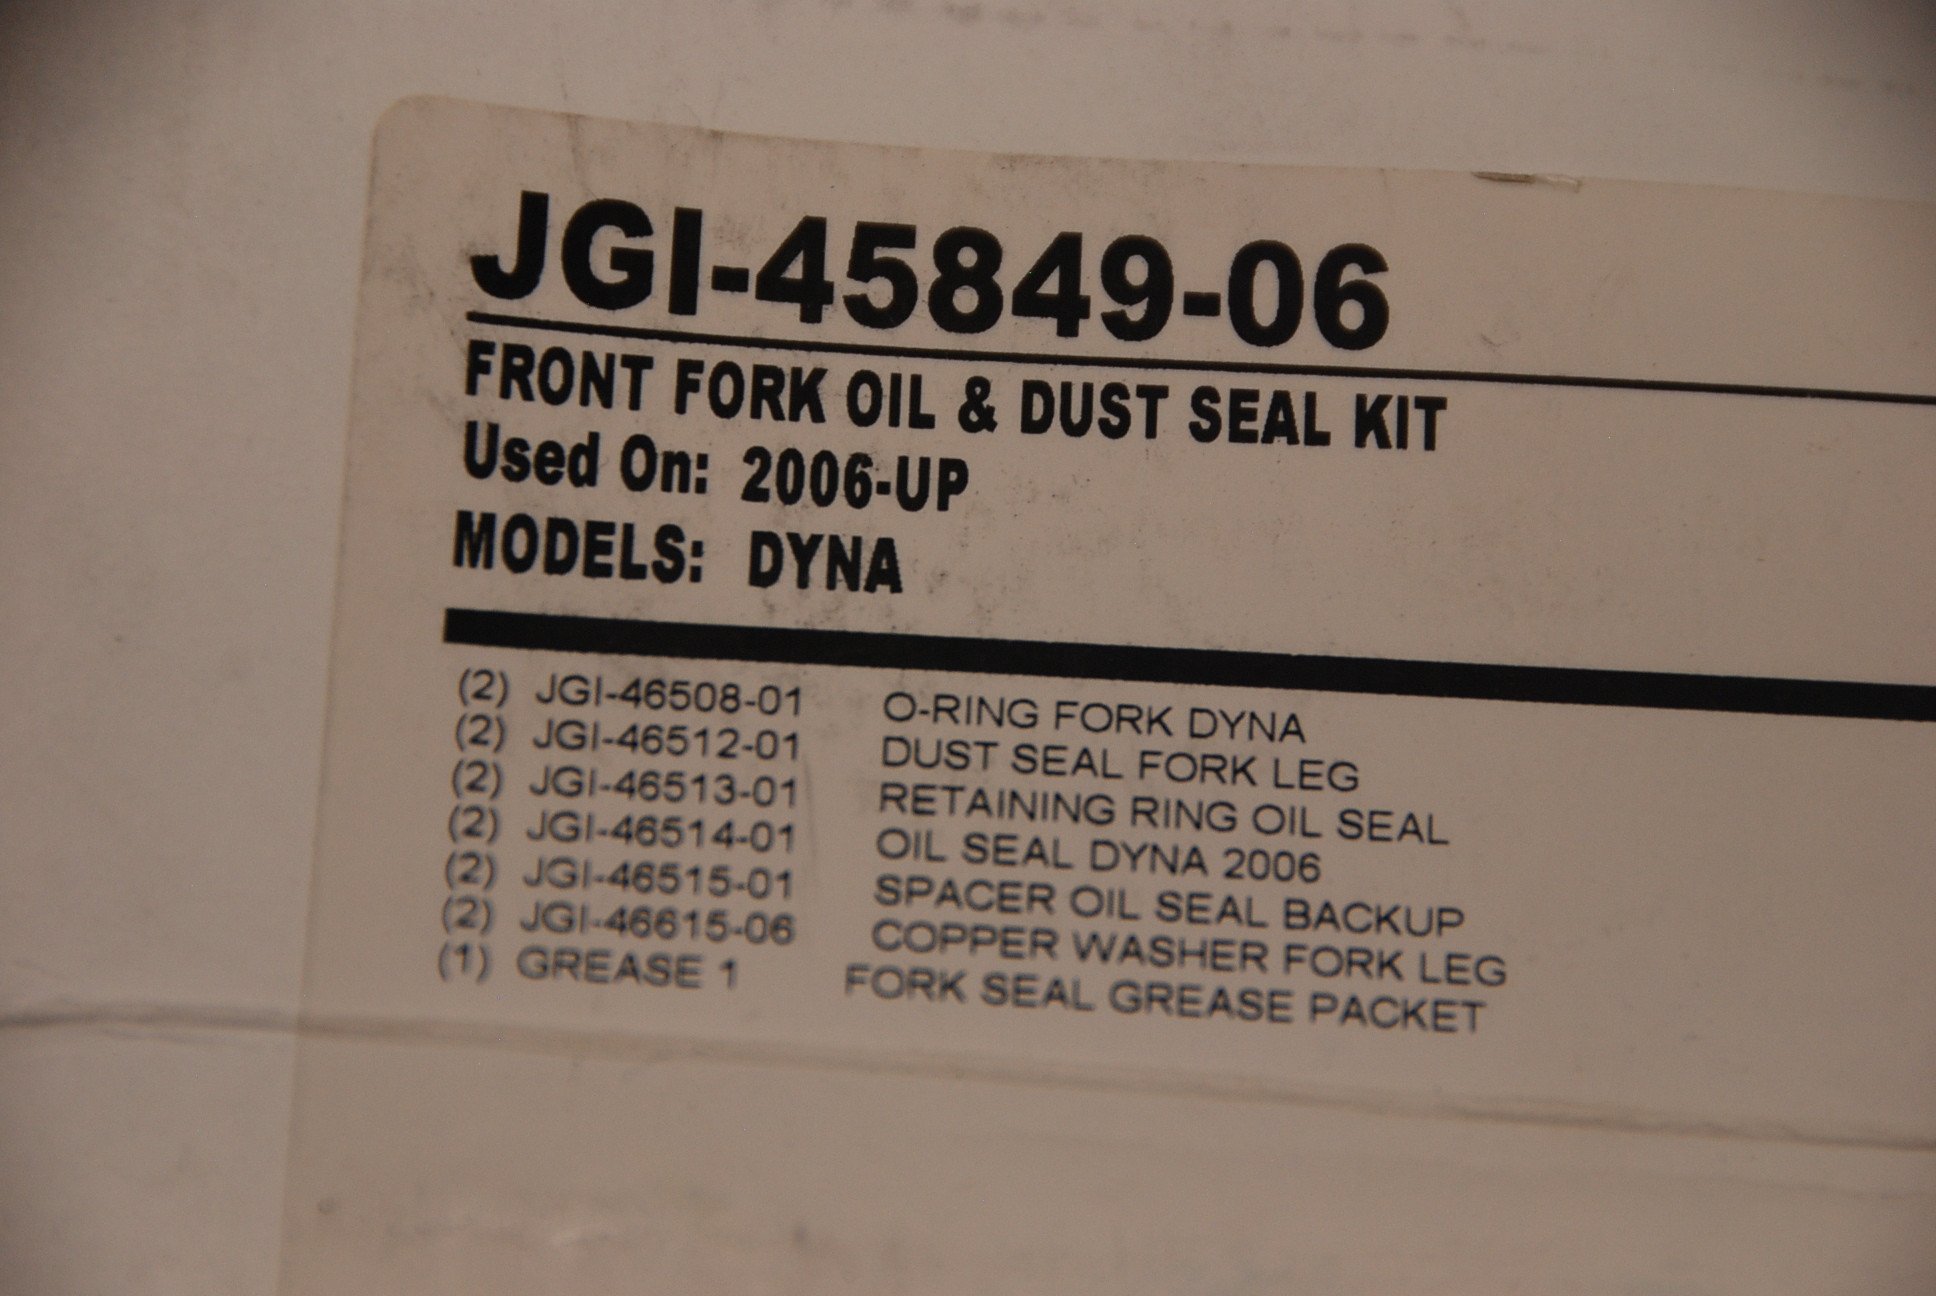 JGI-45849-06
FRONT FORK OIL & DUST SEAL KIT
Used On: 2006-UP
MODELS: DYNA
(2) JGI-46508-01 O-RING FORK DYNA
(2) JGI-46512-01 DUST SEAL FORK LEG
(2) JGI-46513-01 RETAINING RING OIL SEAL
(2) JGI-46514-01 OIL SEAL DYNA 2006
(2) JGI-46515-01 SPACER OIL SEAL BACKUP
(2) JGI-46615-06 COPPER WASHER FORK LEG
(1) GREASE 1 FORK SEAL GREASE PACKET